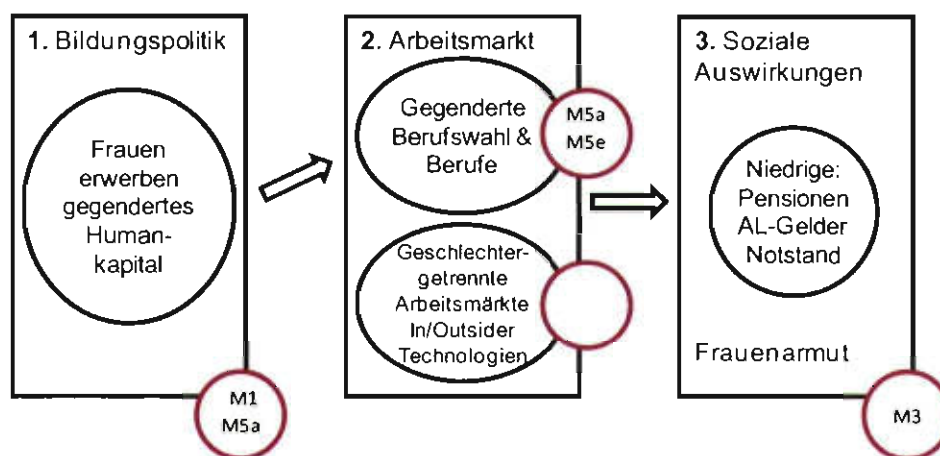 1. Bildungspolitik
Frauen
erwerben
gegendertes
Human-
kapital
M1
M5a
2. Arbeitsmarkt
Gegenderte
Berufswahl &
Berufe
M5a
M5e
Geschlechter-
getrennte
Arbeitsmärkte
In/Outsider
Technologien
3. Soziale
Auswirkungen
Niedrige:
Pensionen
AL-Gelder
Notstand
Frauenarmut
M3